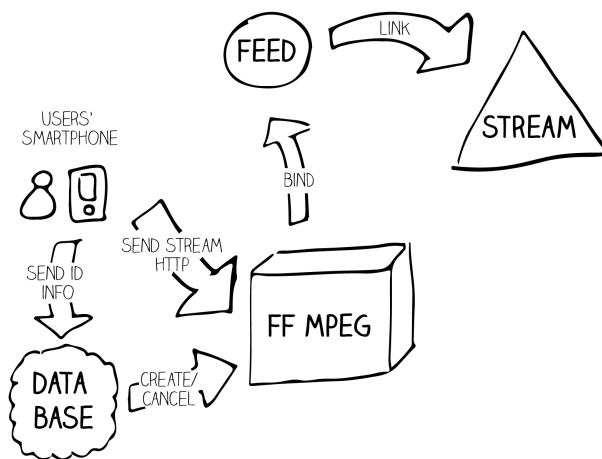 FEED
LINK
STREAM
USERS'
SMARTPHONE
BIND
SEND STREAM
HTTP
SEND ID
INFO
FF MPEG
DATA
BASE
CREATE/
CANCEL